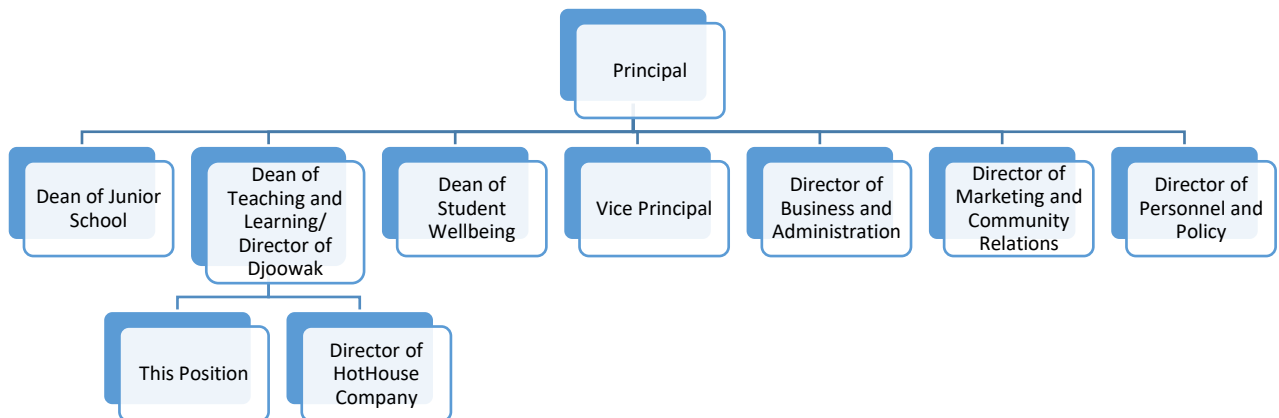 Principal
Dean of Junior
School
Dean of
Teaching and
Learning/
Director of
Djoowak
Dean of
Student
Wellbeing
Vice Principal
Director of
Business and
Administration
Director of
Marketing and
Community
Relations
Director of
Personnel and
Policy
This Position
Director of
HotHouse
Company